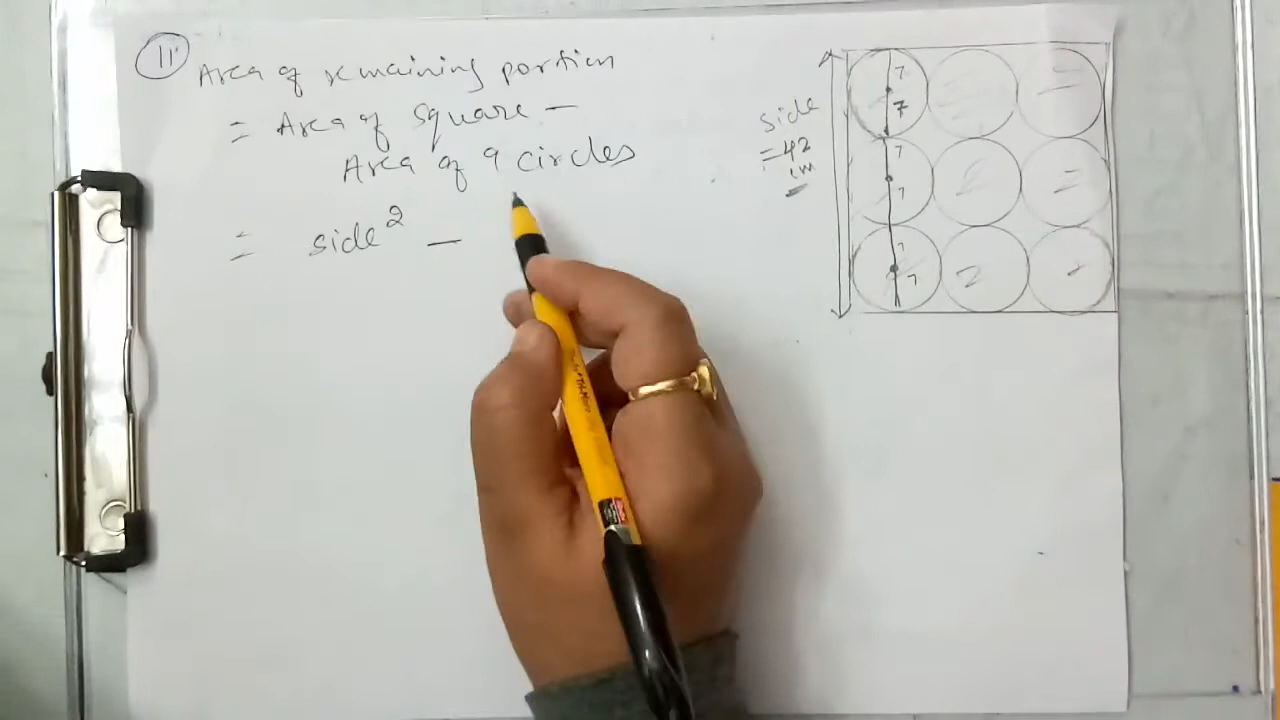 11
Area of remaining portion
= Area of square —
Area of 9 circles
= side² —
side
= 42
cm
7
7
7
7
7
7